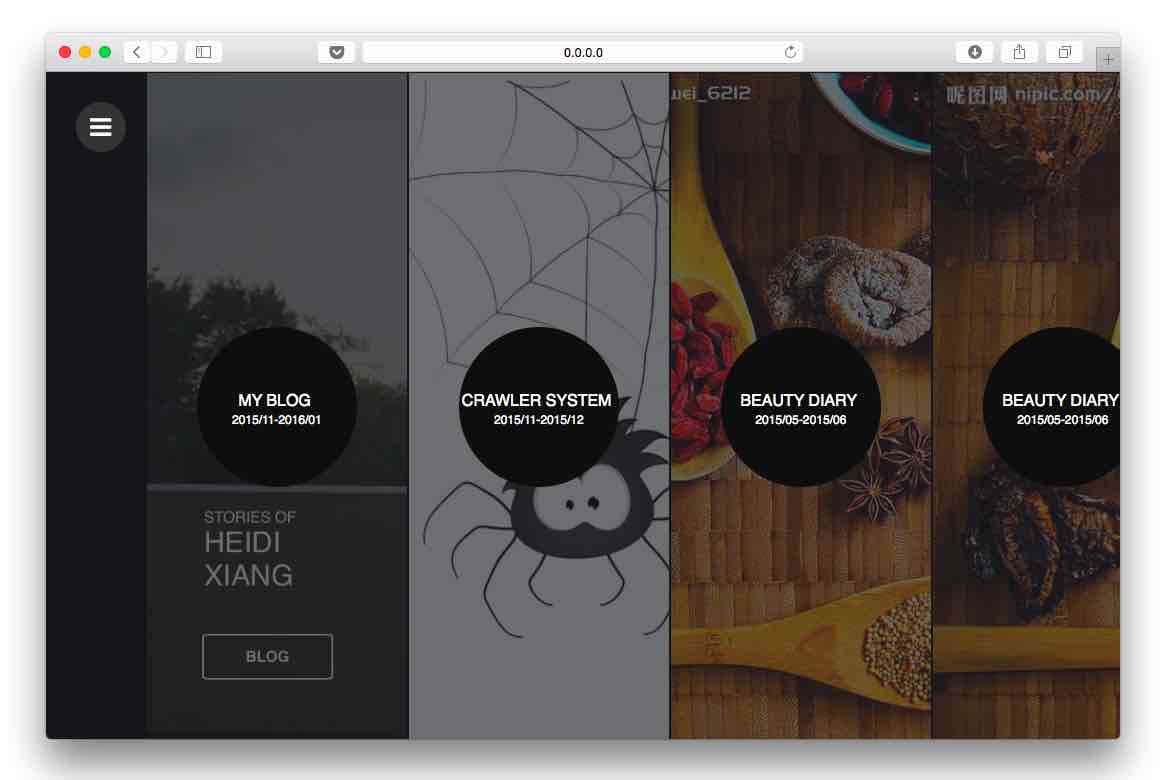 0.0.0.0
昵图网 nipic.com/
MY BLOG
2015/11-2016/01
CRAWLER SYSTEM
2015/11-2015/12
BEAUTY DIARY
2015/05-2015/06
BEAUTY DIARY
2015/05-2015/06
STORIES OF
HEIDI
XIANG
BLOG